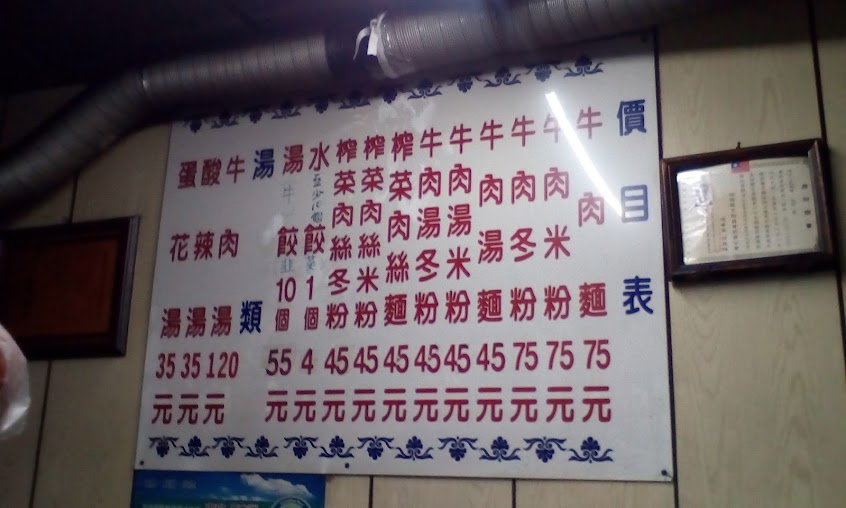 價目表
牛肉麵 75元
牛肉米粉 75元
牛肉冬粉 75元
牛肉湯麵 45元
牛肉湯米粉 45元
牛肉湯冬粉 45元
榨菜肉絲麵 45元
榨菜肉絲米粉 45元
榨菜肉絲冬粉 45元
水餃1個 4元
湯餃10個 55元
湯類
牛肉湯 120元
酸辣湯 35元
蛋花湯 35元